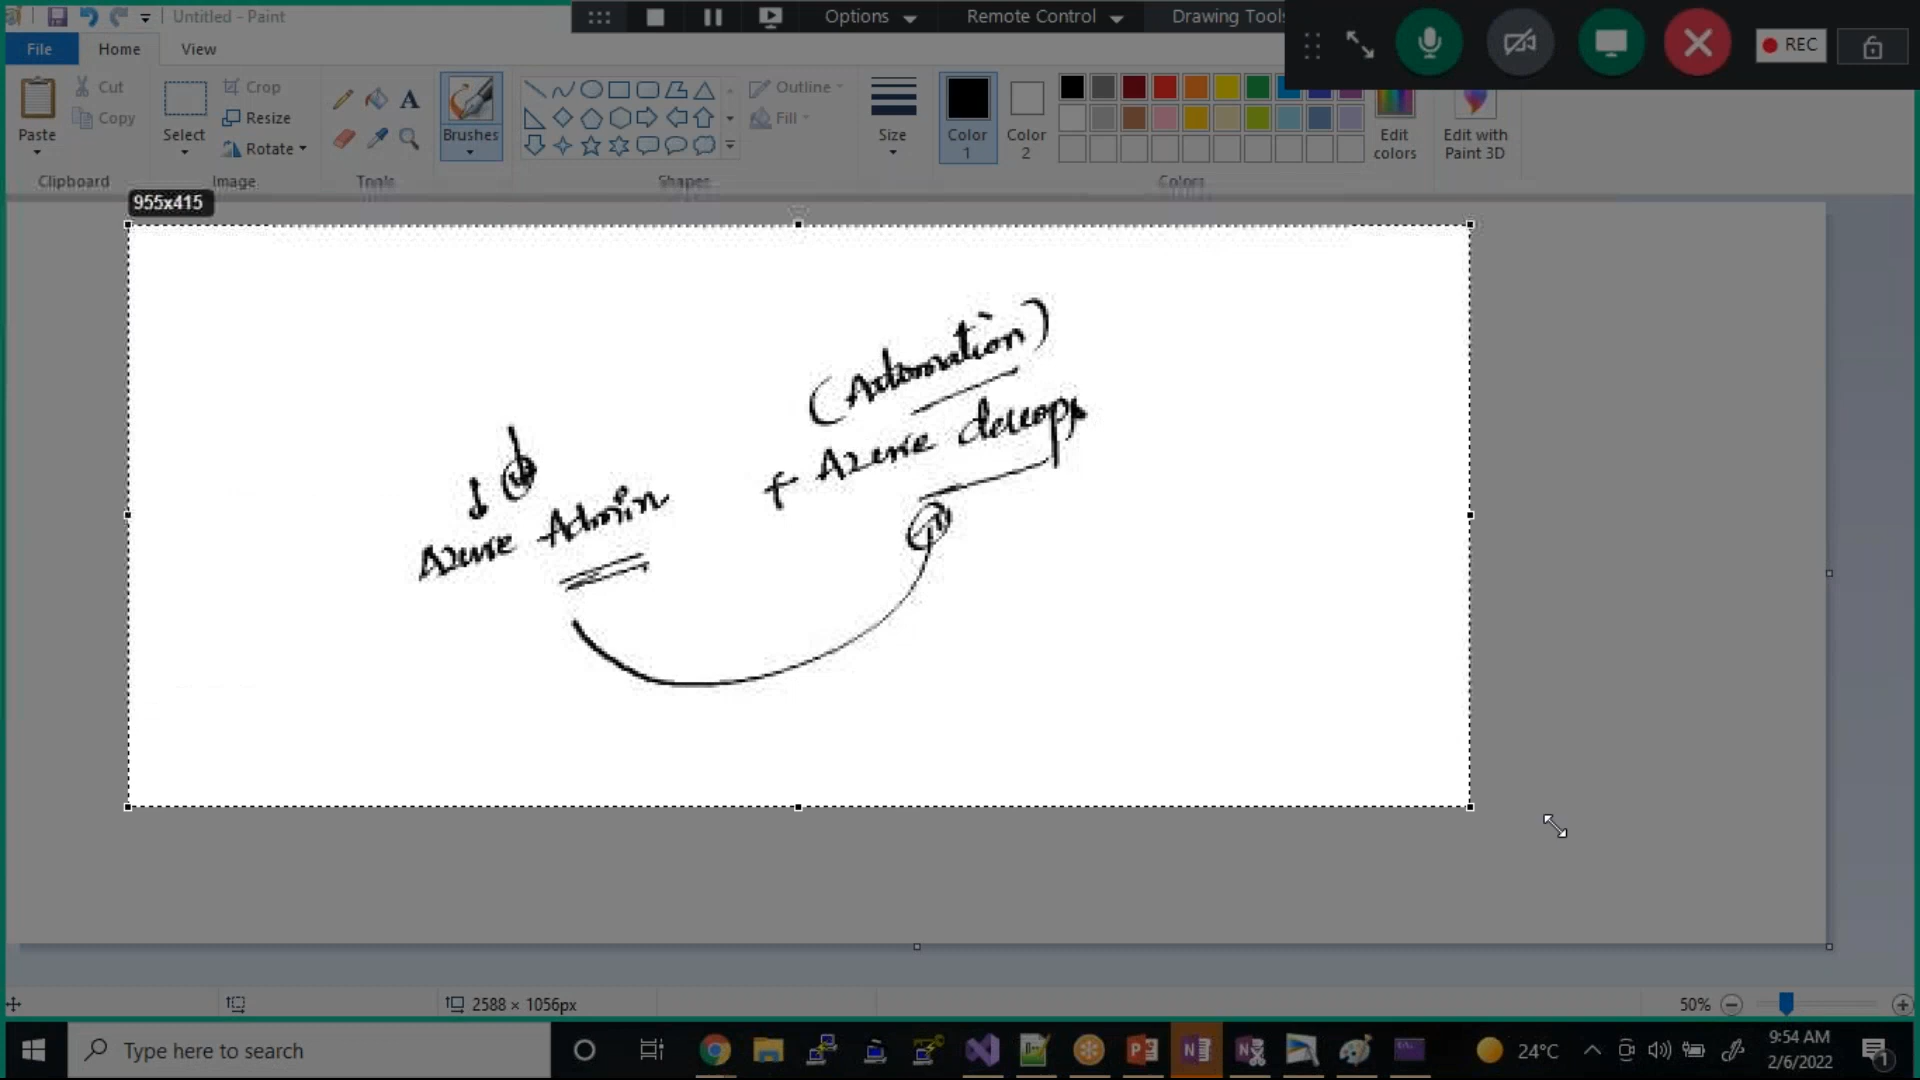 Untitled - Paint
Options
Remote Control
Drawing Tools
REC
File
Home
View
Paste
Cut
Copy
Select
Crop
Resize
Rotate
A
Brushes
Outline
Fill
Size
Color 1
Color 2
Edit colors
Edit with Paint 3D
Clipboard
Image
Tools
Shapes
Colors
955x415
(Automation)
+ Azure
Azure Admin
2588 × 1056px
50%
Type here to search
24°C
9:54 AM
2/6/2022
1